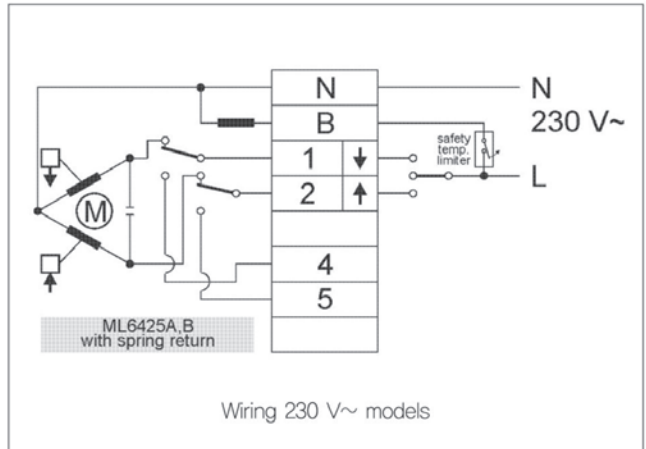 N
N
B
230 V~
safety
temp.
limiter
1
L
2
M
4
5
ML6425A,B
with spring return
Wiring 230 V~ models